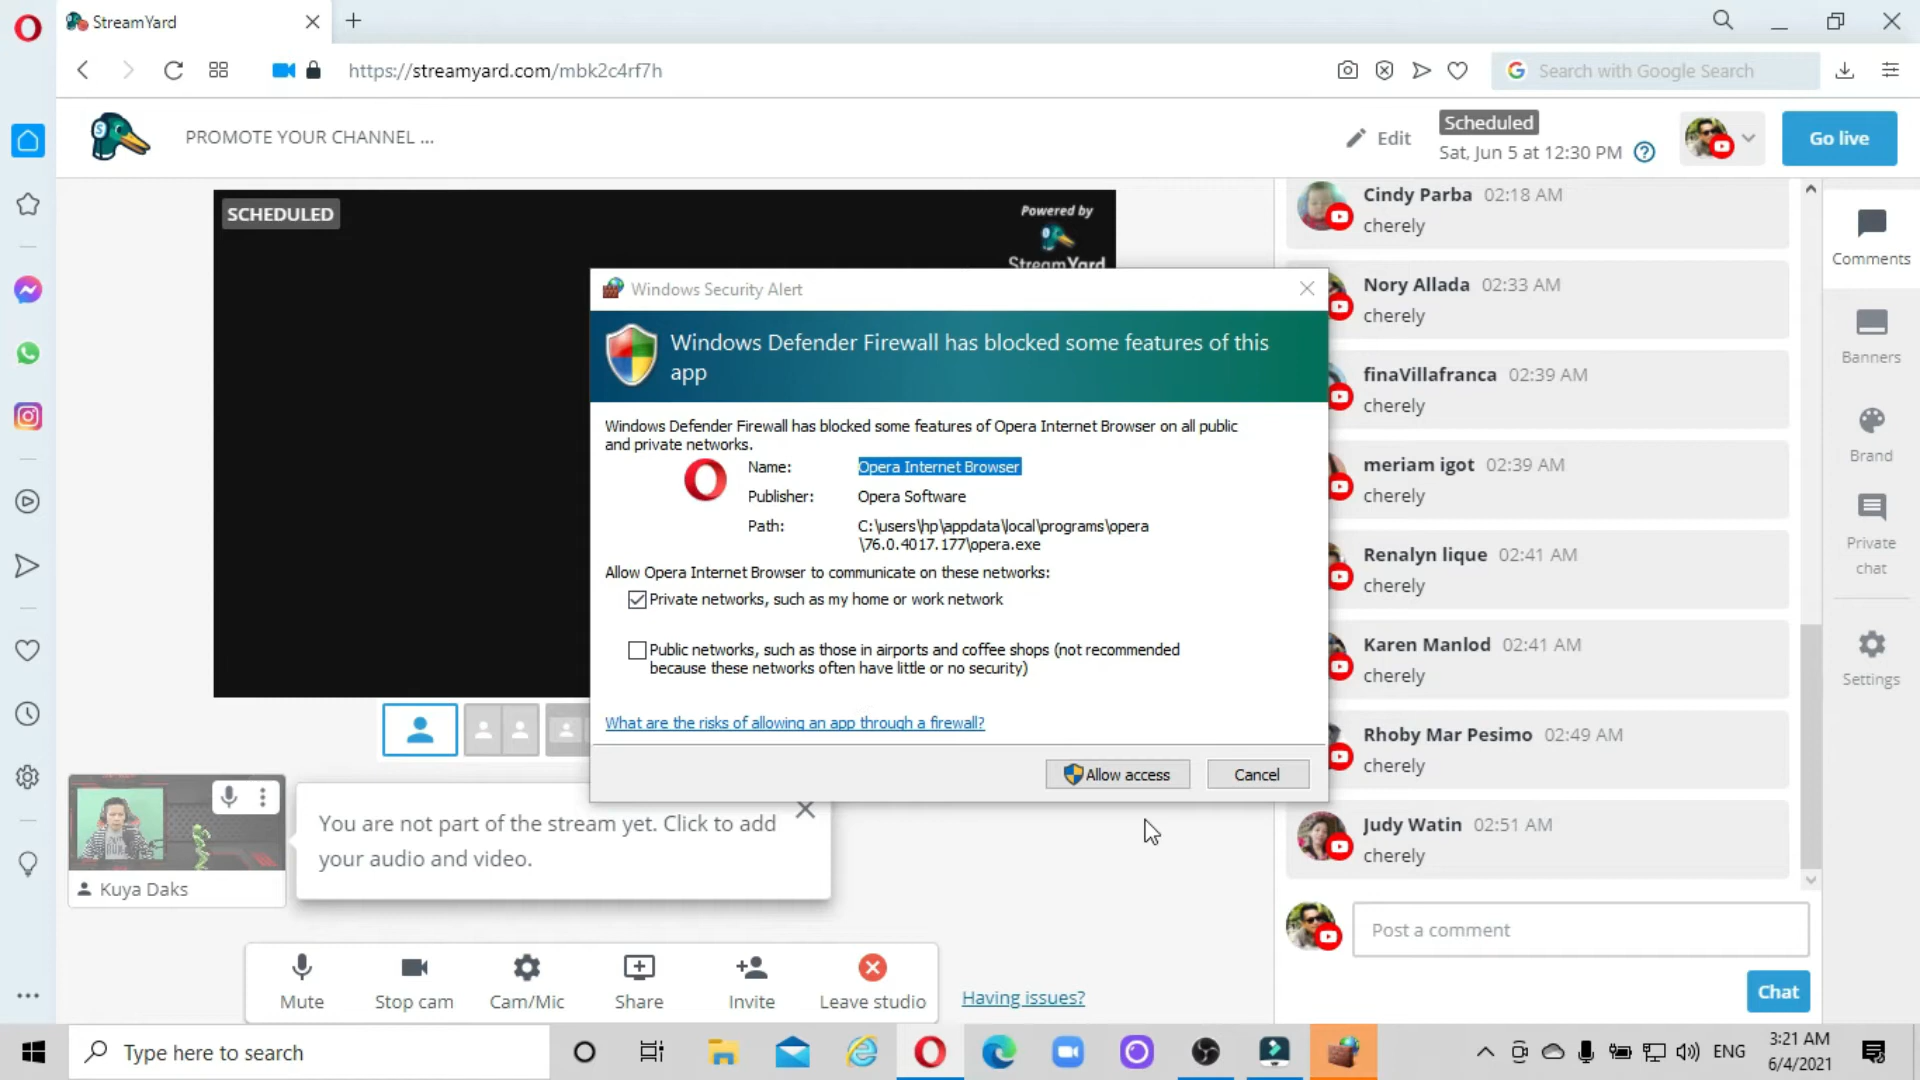 StreamYard
https://streamyard.com/mbk2c4rf7h
Search with Google Search
PROMOTE YOUR CHANNEL ...
Edit
Scheduled
Sat, Jun 5 at 12:30 PM
Go live
SCHEDULED
Powered by
StreamYard
Windows Security Alert
Windows Defender Firewall has blocked some features of this
app
Windows Defender Firewall has blocked some features of Opera Internet Browser on all public
and private networks.
Name: Opera Internet Browser
Publisher: Opera Software
Path: C:\users\hp\appdata\local\programs\opera
\76.0.4017.177\opera.exe
Allow Opera Internet Browser to communicate on these networks:
Private networks, such as my home or work network
Public networks, such as those in airports and coffee shops (not recommended
because these networks often have little or no security)
What are the risks of allowing an app through a firewall?
Allow access
Cancel
You are not part of the stream yet. Click to add
your audio and video.
Kuya Daks
Mute
Stop cam
Cam/Mic
Share
Invite
Leave studio
Having issues?
Cindy Parba 02:18 AM
cherely
Nory Allada 02:33 AM
cherely
finaVillafranca 02:39 AM
cherely
meriam igot 02:39 AM
cherely
Renalyn lique 02:41 AM
cherely
Karen Manlod 02:41 AM
cherely
Rhoby Mar Pesimo 02:49 AM
cherely
Judy Watin 02:51 AM
cherely
Post a comment
Chat
Comments
Banners
Brand
Private
chat
Settings
Type here to search
ENG
3:21 AM
6/4/2021